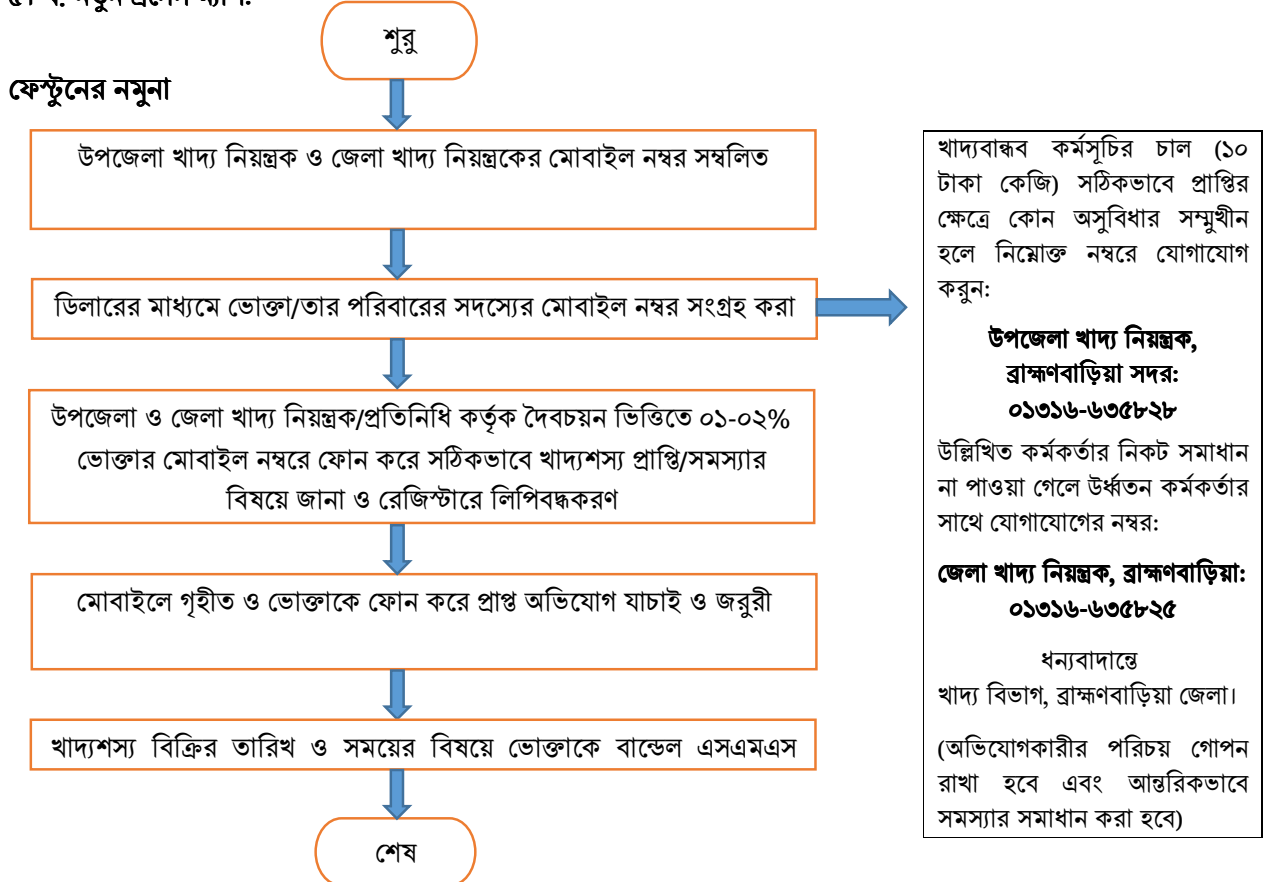 নতুন প্রসেস ম্যাপ:
শুরু
ফেস্টুনের নমুনা
উপজেলা খাদ্য নিয়ন্ত্রক ও জেলা খাদ্য নিয়ন্ত্রকের মোবাইল নম্বর সম্বলিত
ডিলারের মাধ্যমে ভোক্তা/তার পরিবারের সদস্যের মোবাইল নম্বর সংগ্রহ করা
উপজেলা ও জেলা খাদ্য নিয়ন্ত্রক/প্রতিনিধি কর্তৃক দৈবচয়ন ভিত্তিতে ০১-০২%
ভোক্তার মোবাইল নম্বরে ফোন করে সঠিকভাবে খাদ্যশস্য প্রাপ্তি/সমস্যার
বিষয়ে জানা ও রেজিস্টারে লিপিবদ্ধকরণ
মোবাইলে গৃহীত ও ভোক্তাকে ফোন করে প্রাপ্ত অভিযোগ যাচাই ও জরুরী
খাদ্যশস্য বিক্রির তারিখ ও সময়ের বিষয়ে ভোক্তাকে বান্ডেল এসএমএস
শেষ
খাদ্যবান্ধব কর্মসূচির চাল (১০
টাকা কেজি) সঠিকভাবে প্রাপ্তির
ক্ষেত্রে কোন অসুবিধার সম্মুখীন
হলে নিম্নোক্ত নম্বরে যোগাযোগ
করুন:
উপজেলা খাদ্য নিয়ন্ত্রক,
ব্রাহ্মণবাড়িয়া সদর:
০১৩১৬-৬৩৫৮২৮
উল্লিখিত কর্মকর্তার নিকট সমাধান
না পাওয়া গেলে উর্ধ্বতন কর্মকর্তার
সাথে যোগাযোগের নম্বর:
জেলা খাদ্য নিয়ন্ত্রক, ব্রাহ্মণবাড়িয়া:
০১৩১৬-৬৩৫৮২৫
ধন্যবাদান্তে
খাদ্য বিভাগ, ব্রাহ্মণবাড়িয়া জেলা।
(অভিযোগকারীর পরিচয় গোপন
রাখা হবে এবং আন্তরিকভাবে
সমস্যার সমাধান করা হবে)